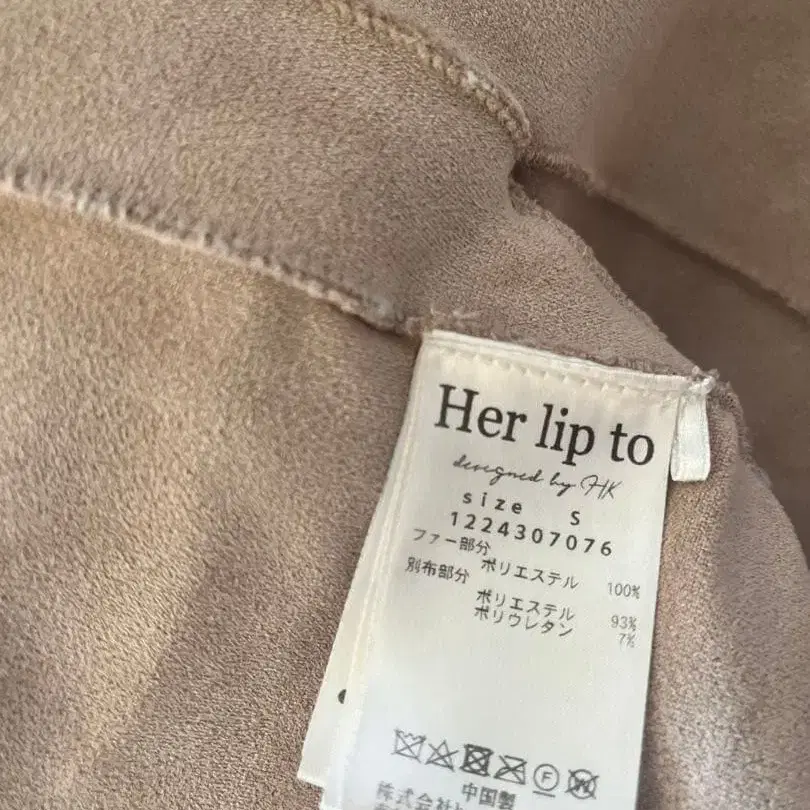 Her lip to
designed by HK
size S
1224307076
ファー部分
ポリエステル 100%
別布部分
ポリエステル 93%
ポリウレタン 7%
F
W
中国製
株式会社